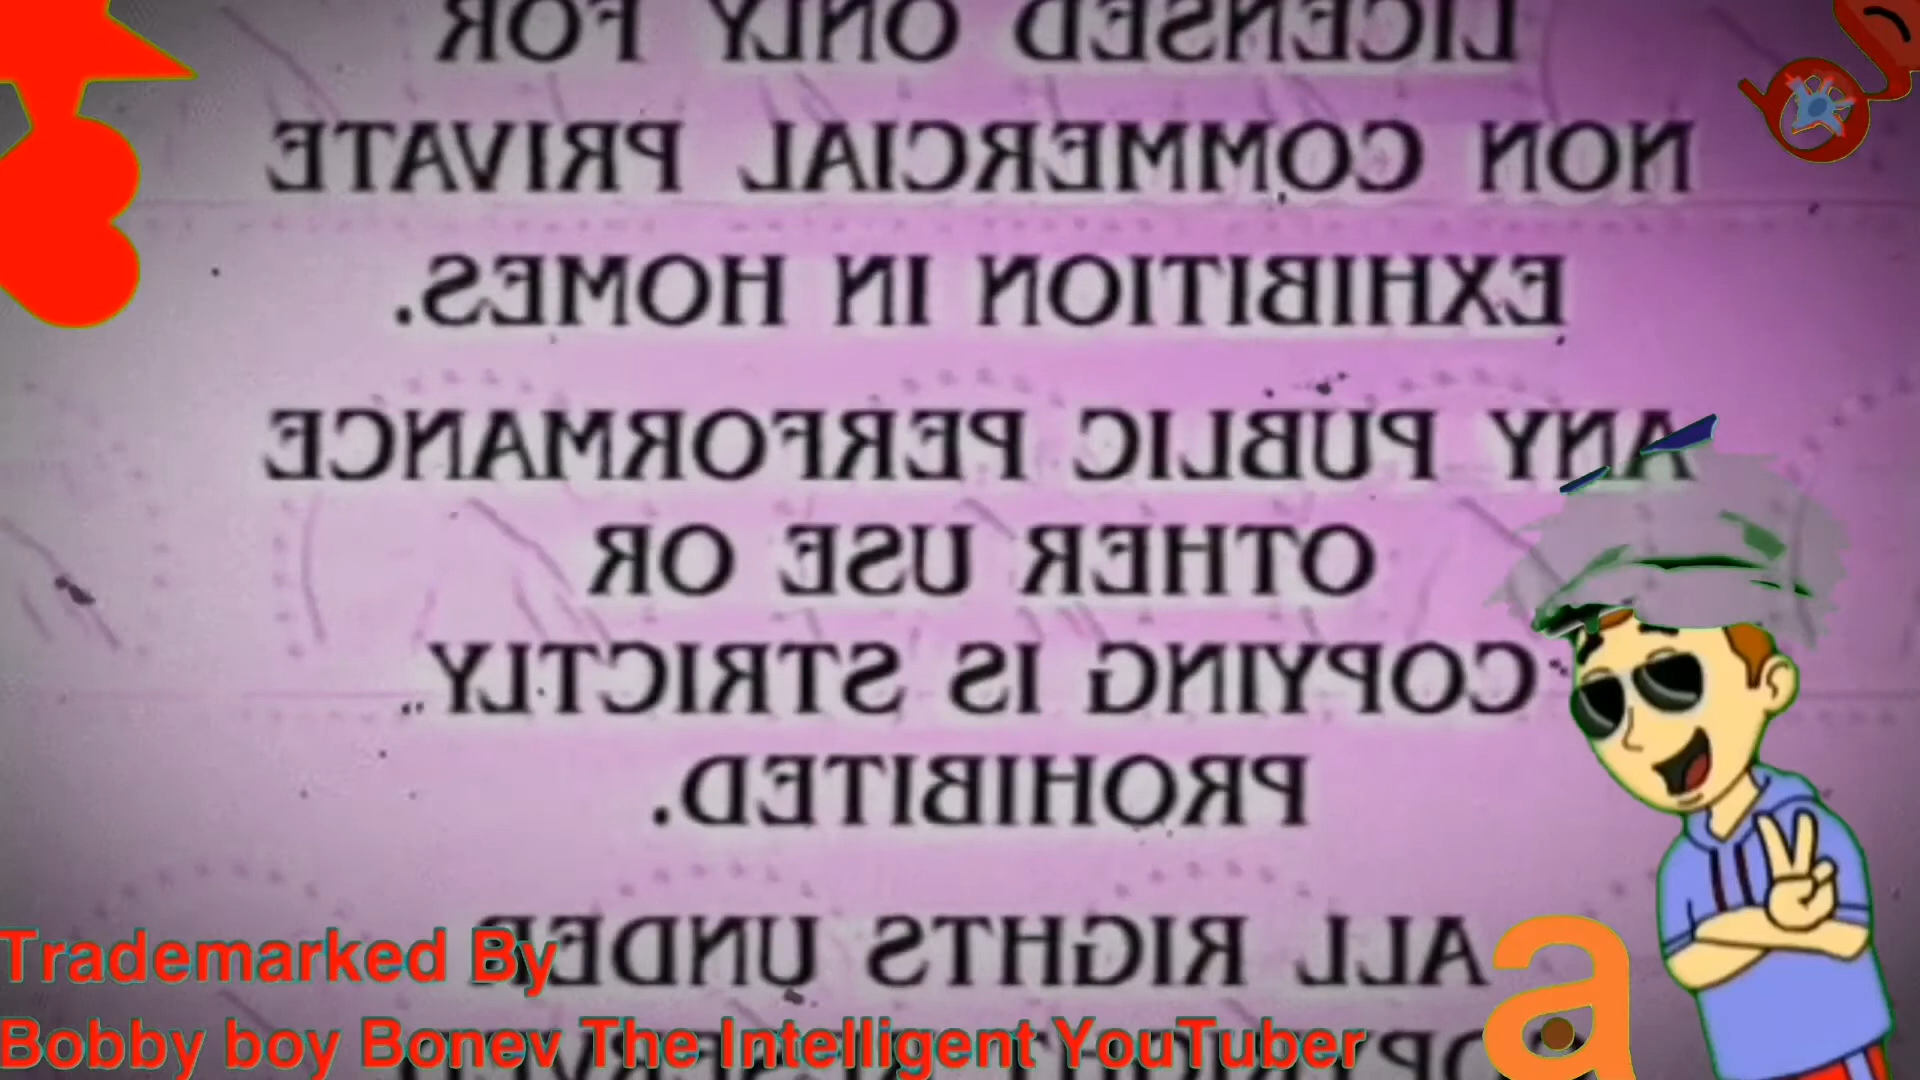 LICENSED ONLY FOR
NON COMMERCIAL PRIVATE
EXHIBITION IN HOMES.
ANY PUBLIC PERFORMANCE
OTHER USE OR
COPYING IS STRICTLY
PROHIBITED.
ALL RIGHTS UNDER
Trademarked By
Bobby boy Bonev The Intelligent YouTuber
a